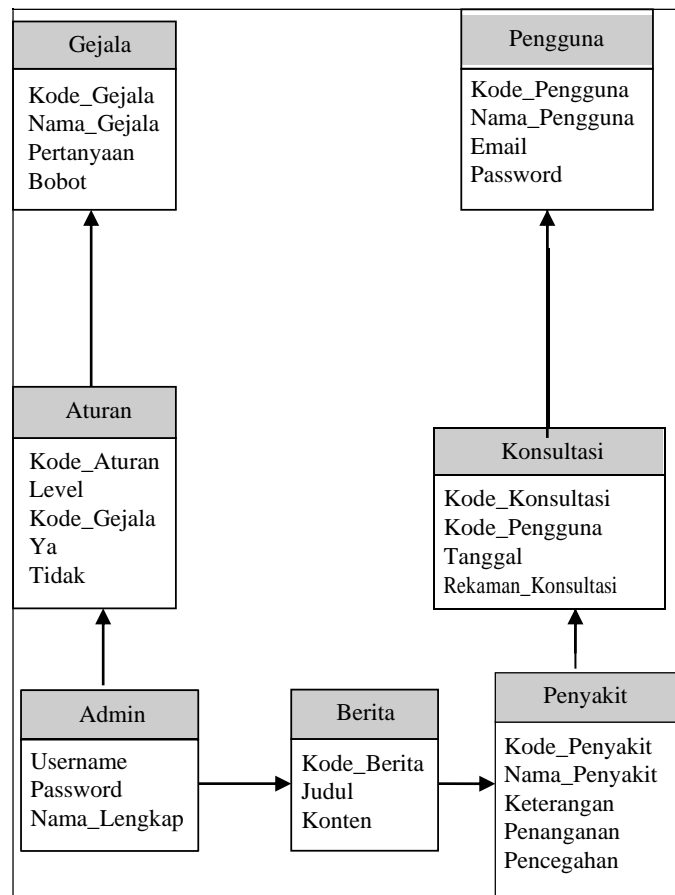 Gejala
Kode_Gejala
Nama_Gejala
Pertanyaan
Bobot
Pengguna
Kode_Pengguna
Nama_Pengguna
Email
Password
Aturan
Kode_Aturan
Level
Kode_Gejala
Ya
Tidak
Konsultasi
Kode_Konsultasi
Kode_Pengguna
Tanggal
Rekaman_Konsultasi
Admin
Username
Password
Nama_Lengkap
Berita
Kode_Berita
Judul
Konten
Penyakit
Kode_Penyakit
Nama_Penyakit
Keterangan
Penanganan
Pencegahan